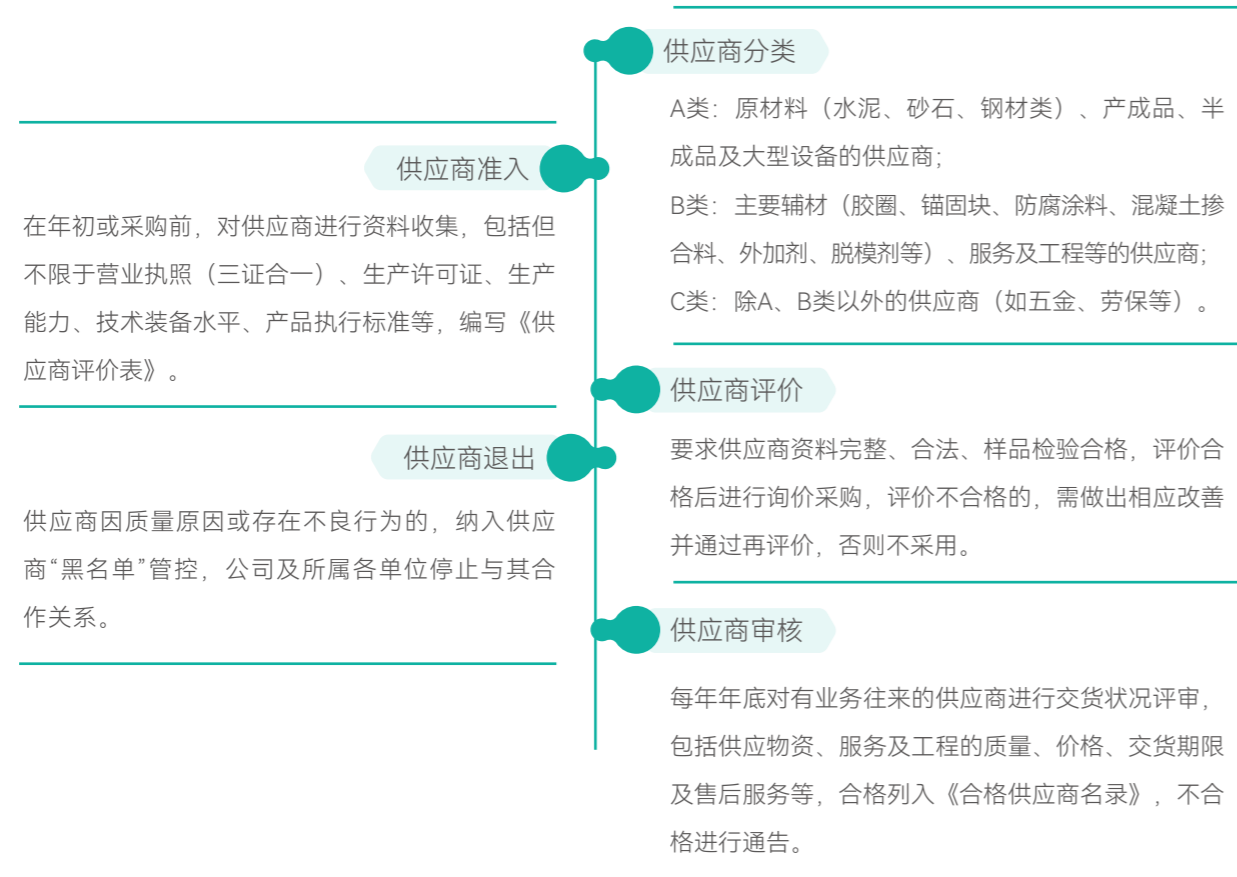 供应商分类
A类：原材料（水泥、砂石、钢材类）、产成品、半
成品及大型设备的供应商；
B类：主要辅材（胶圈、锚固块、防腐涂料、混凝土掺
合料、外加剂、脱模剂等）、服务及工程等的供应商；
C类：除A、B类以外的供应商（如五金、劳保等）。
供应商准入
在年初或采购前，对供应商进行资料收集，包括但
不限于营业执照（三证合一）、生产许可证、生产
能力、技术装备水平、产品执行标准等，编写《供
应商评价表》。
供应商评价
要求供应商资料完整、合法、样品检验合格，评价合
格后进行询价采购，评价不合格的，需做出相应改善
并通过再评价，否则不采用。
供应商退出
供应商因质量原因或存在不良行为的，纳入供应
商“黑名单”管控，公司及所属各单位停止与其合
作关系。
供应商审核
每年年底对有业务往来的供应商进行交货状况评审，
包括供应物资、服务及工程的质量、价格、交货期限
及售后服务等，合格列入《合格供应商名录》，不合
格进行通告。